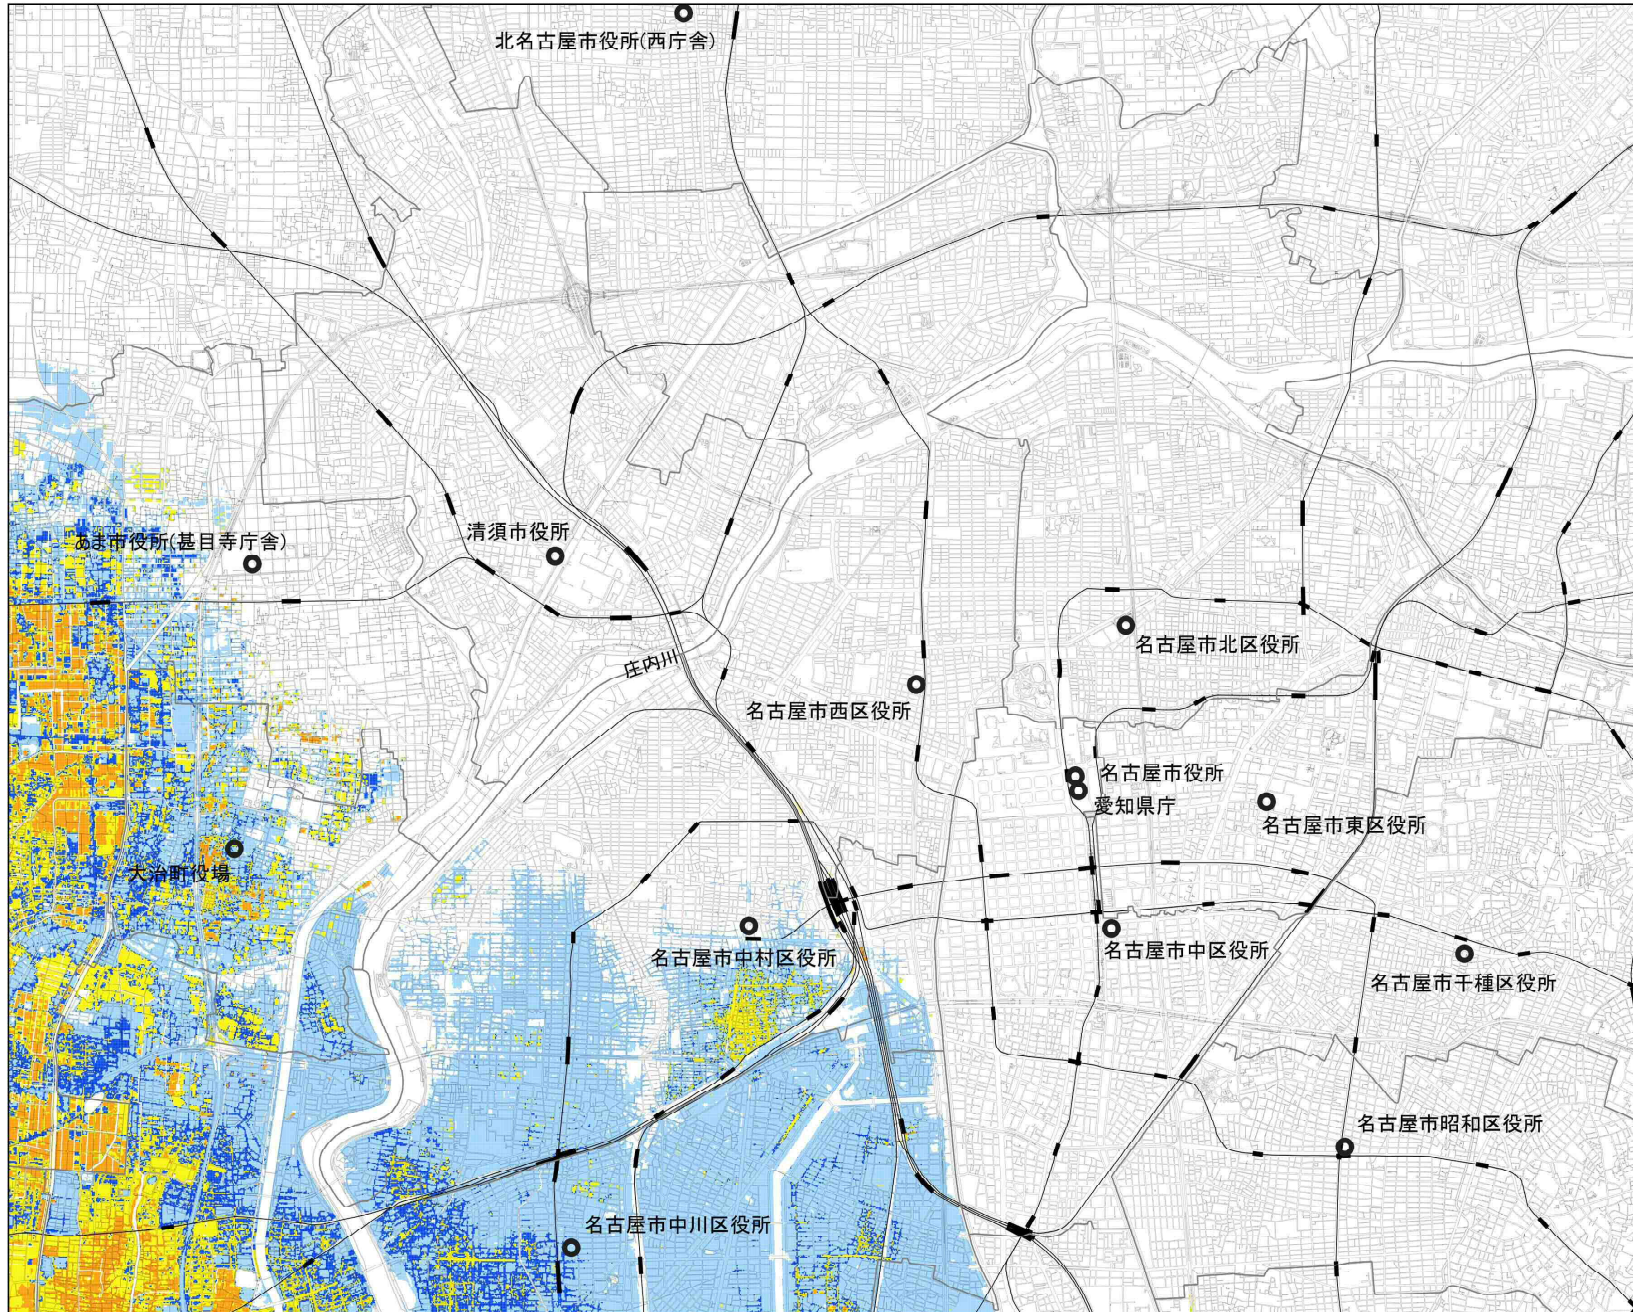 北名古屋市役所(西庁舎)
清須市役所
あま市役所(甚目寺庁舎)
名古屋市北区役所
庄内川
名古屋市西区役所
名古屋市役所
愛知県庁
名古屋市東区役所
大治町役場
名古屋市中村区役所
名古屋市中区役所
名古屋市千種区役所
名古屋市昭和区役所
名古屋市中川区役所